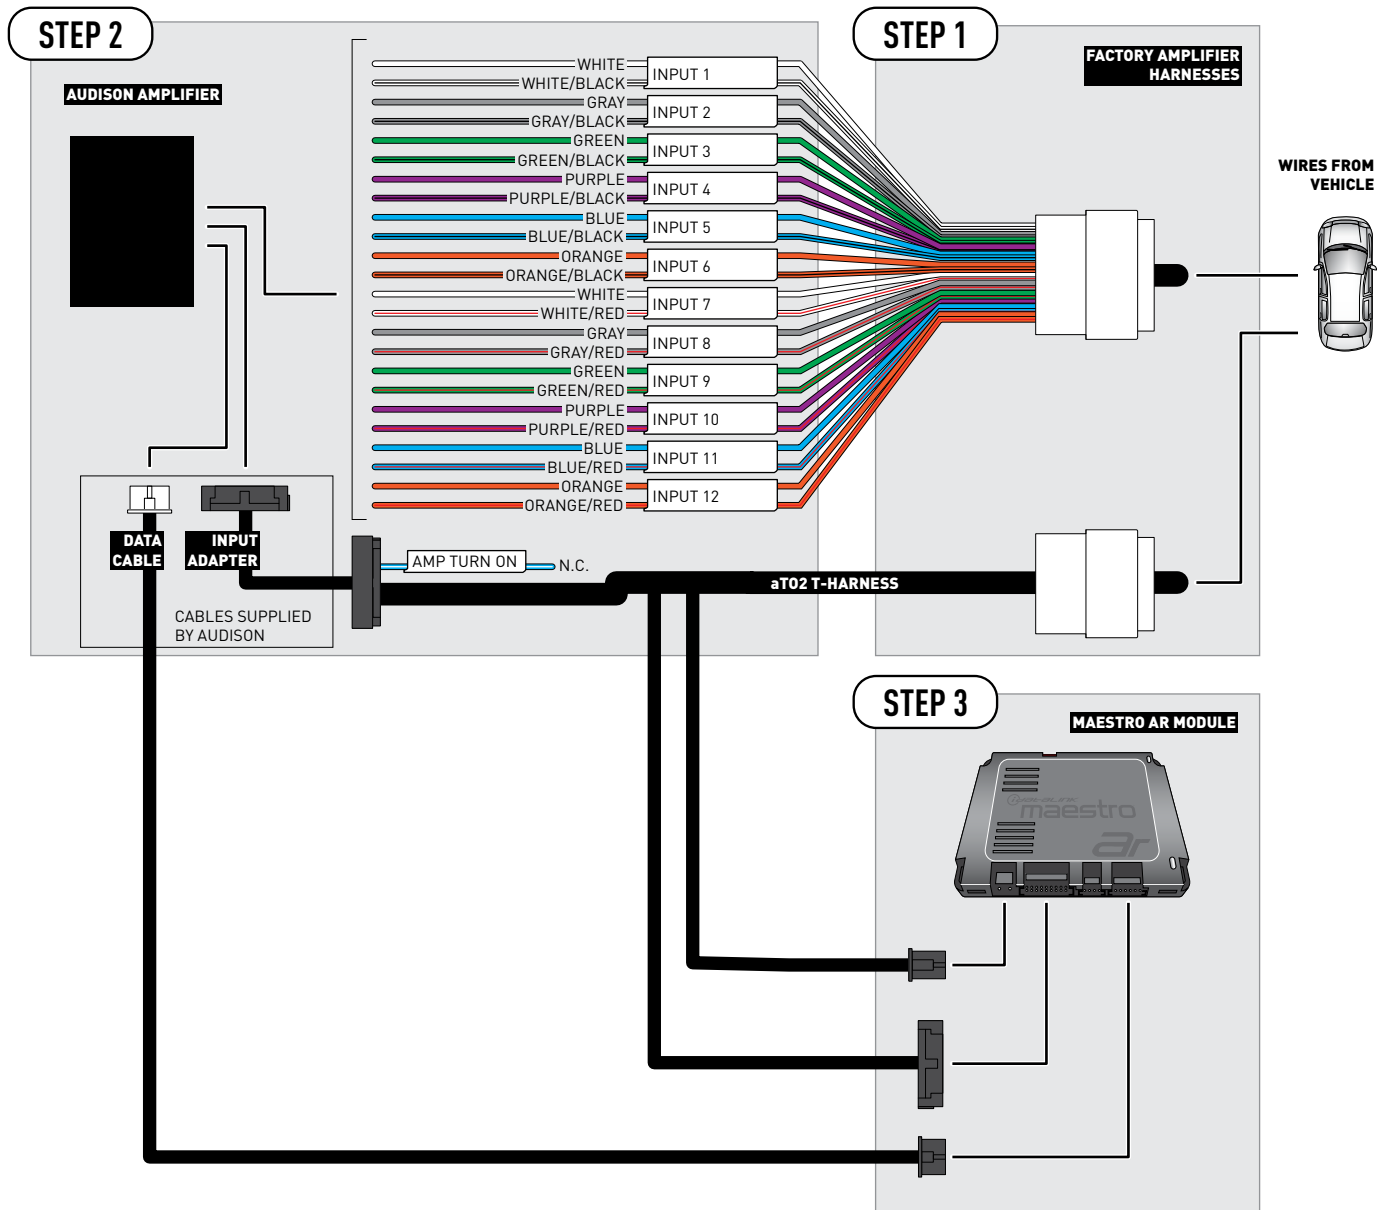 STEP 2
STEP 1
FACTORY AMPLIFIER
HARNESSES
AUDISON AMPLIFIER
WIRES FROM
VEHICLE
WHITE
WHITE/BLACK
INPUT 1
GRAY
GRAY/BLACK
INPUT 2
GREEN
GREEN/BLACK
INPUT 3
PURPLE
PURPLE/BLACK
INPUT 4
BLUE
BLUE/BLACK
INPUT 5
ORANGE
ORANGE/BLACK
INPUT 6
WHITE
WHITE/RED
INPUT 7
GRAY
GRAY/RED
INPUT 8
GREEN
GREEN/RED
INPUT 9
PURPLE
PURPLE/RED
INPUT 10
BLUE
BLUE/RED
INPUT 11
ORANGE
ORANGE/RED
INPUT 12
DATA
CABLE
INPUT
ADAPTER
AMP TURN ON
N.C.
aTO2 T-HARNESS
CABLES SUPPLIED
BY AUDISON
STEP 3
MAESTRO AR MODULE
maestro
ar